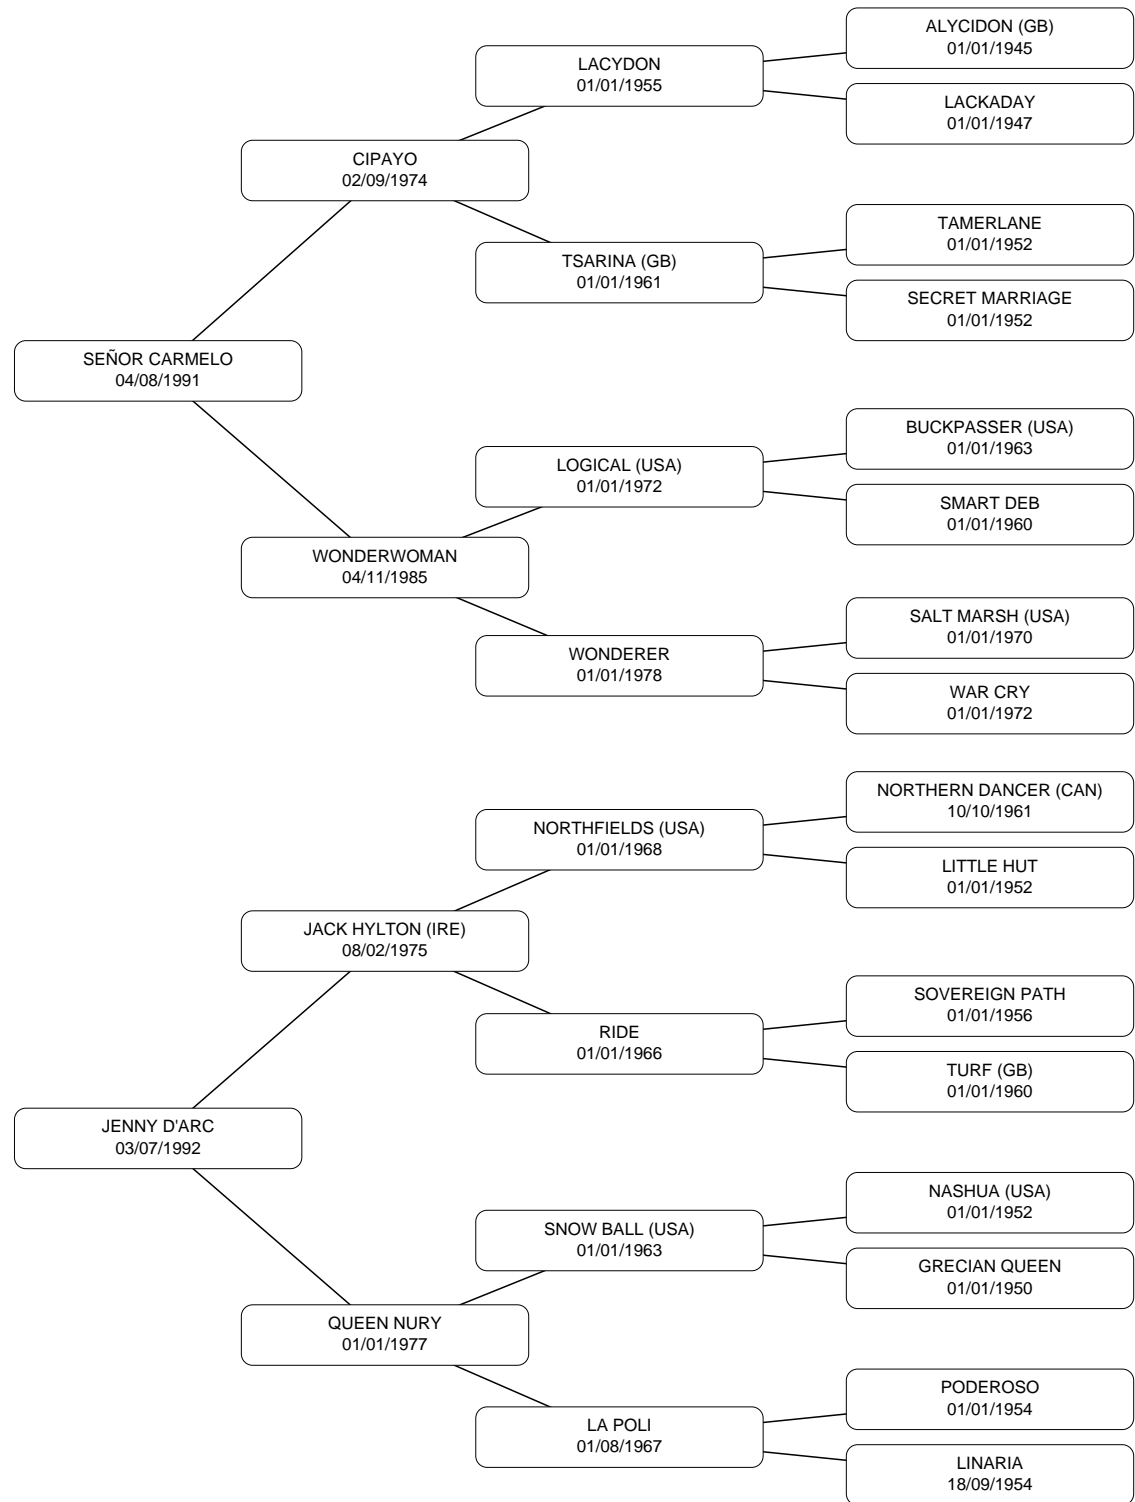 ALYCIDON (GB)
01/01/1945
LACYDON
01/01/1955
LACKADAY
01/01/1947
CIPAYO
02/09/1974
TAMERLANE
01/01/1952
TSARINA (GB)
01/01/1961
SECRET MARRIAGE
01/01/1952
SEÑOR CARMELO
04/08/1991
BUCKPASSER (USA)
01/01/1963
LOGICAL (USA)
01/01/1972
SMART DEB
01/01/1960
WONDERWOMAN
04/11/1985
SALT MARSH (USA)
01/01/1970
WONDERER
01/01/1978
WAR CRY
01/01/1972
NORTHERN DANCER (CAN)
10/10/1961
NORTHFIELDS (USA)
01/01/1968
LITTLE HUT
01/01/1952
JACK HYLTON (IRE)
08/02/1975
SOVEREIGN PATH
01/01/1956
RIDE
01/01/1966
TURF (GB)
01/01/1960
JENNY D'ARC
03/07/1992
NASHUA (USA)
01/01/1952
SNOW BALL (USA)
01/01/1963
GRECIAN QUEEN
01/01/1950
QUEEN NURY
01/01/1977
PODEROSO
01/01/1954
LA POLI
01/08/1967
LINARIA
18/09/1954